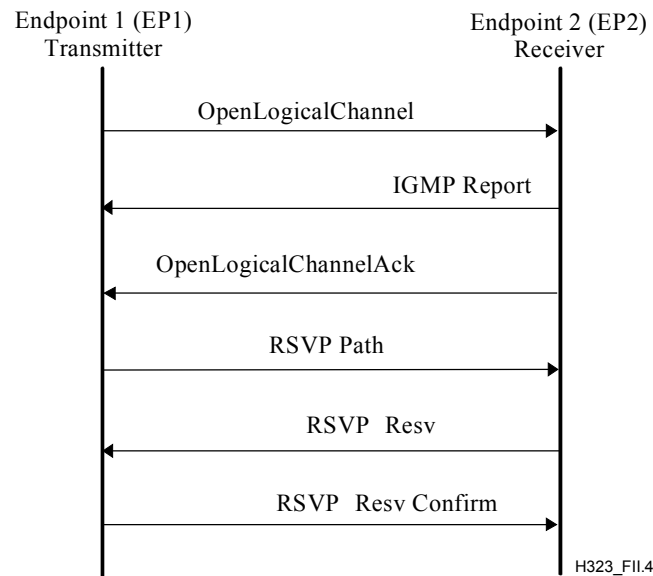 Endpoint 1 (EP1)
Transmitter
Endpoint 2 (EP2)
Receiver
OpenLogicalChannel
IGMP Report
OpenLogicalChannelAck
RSVP Path
RSVP Resv
RSVP Resv Confirm
H323_FII.4